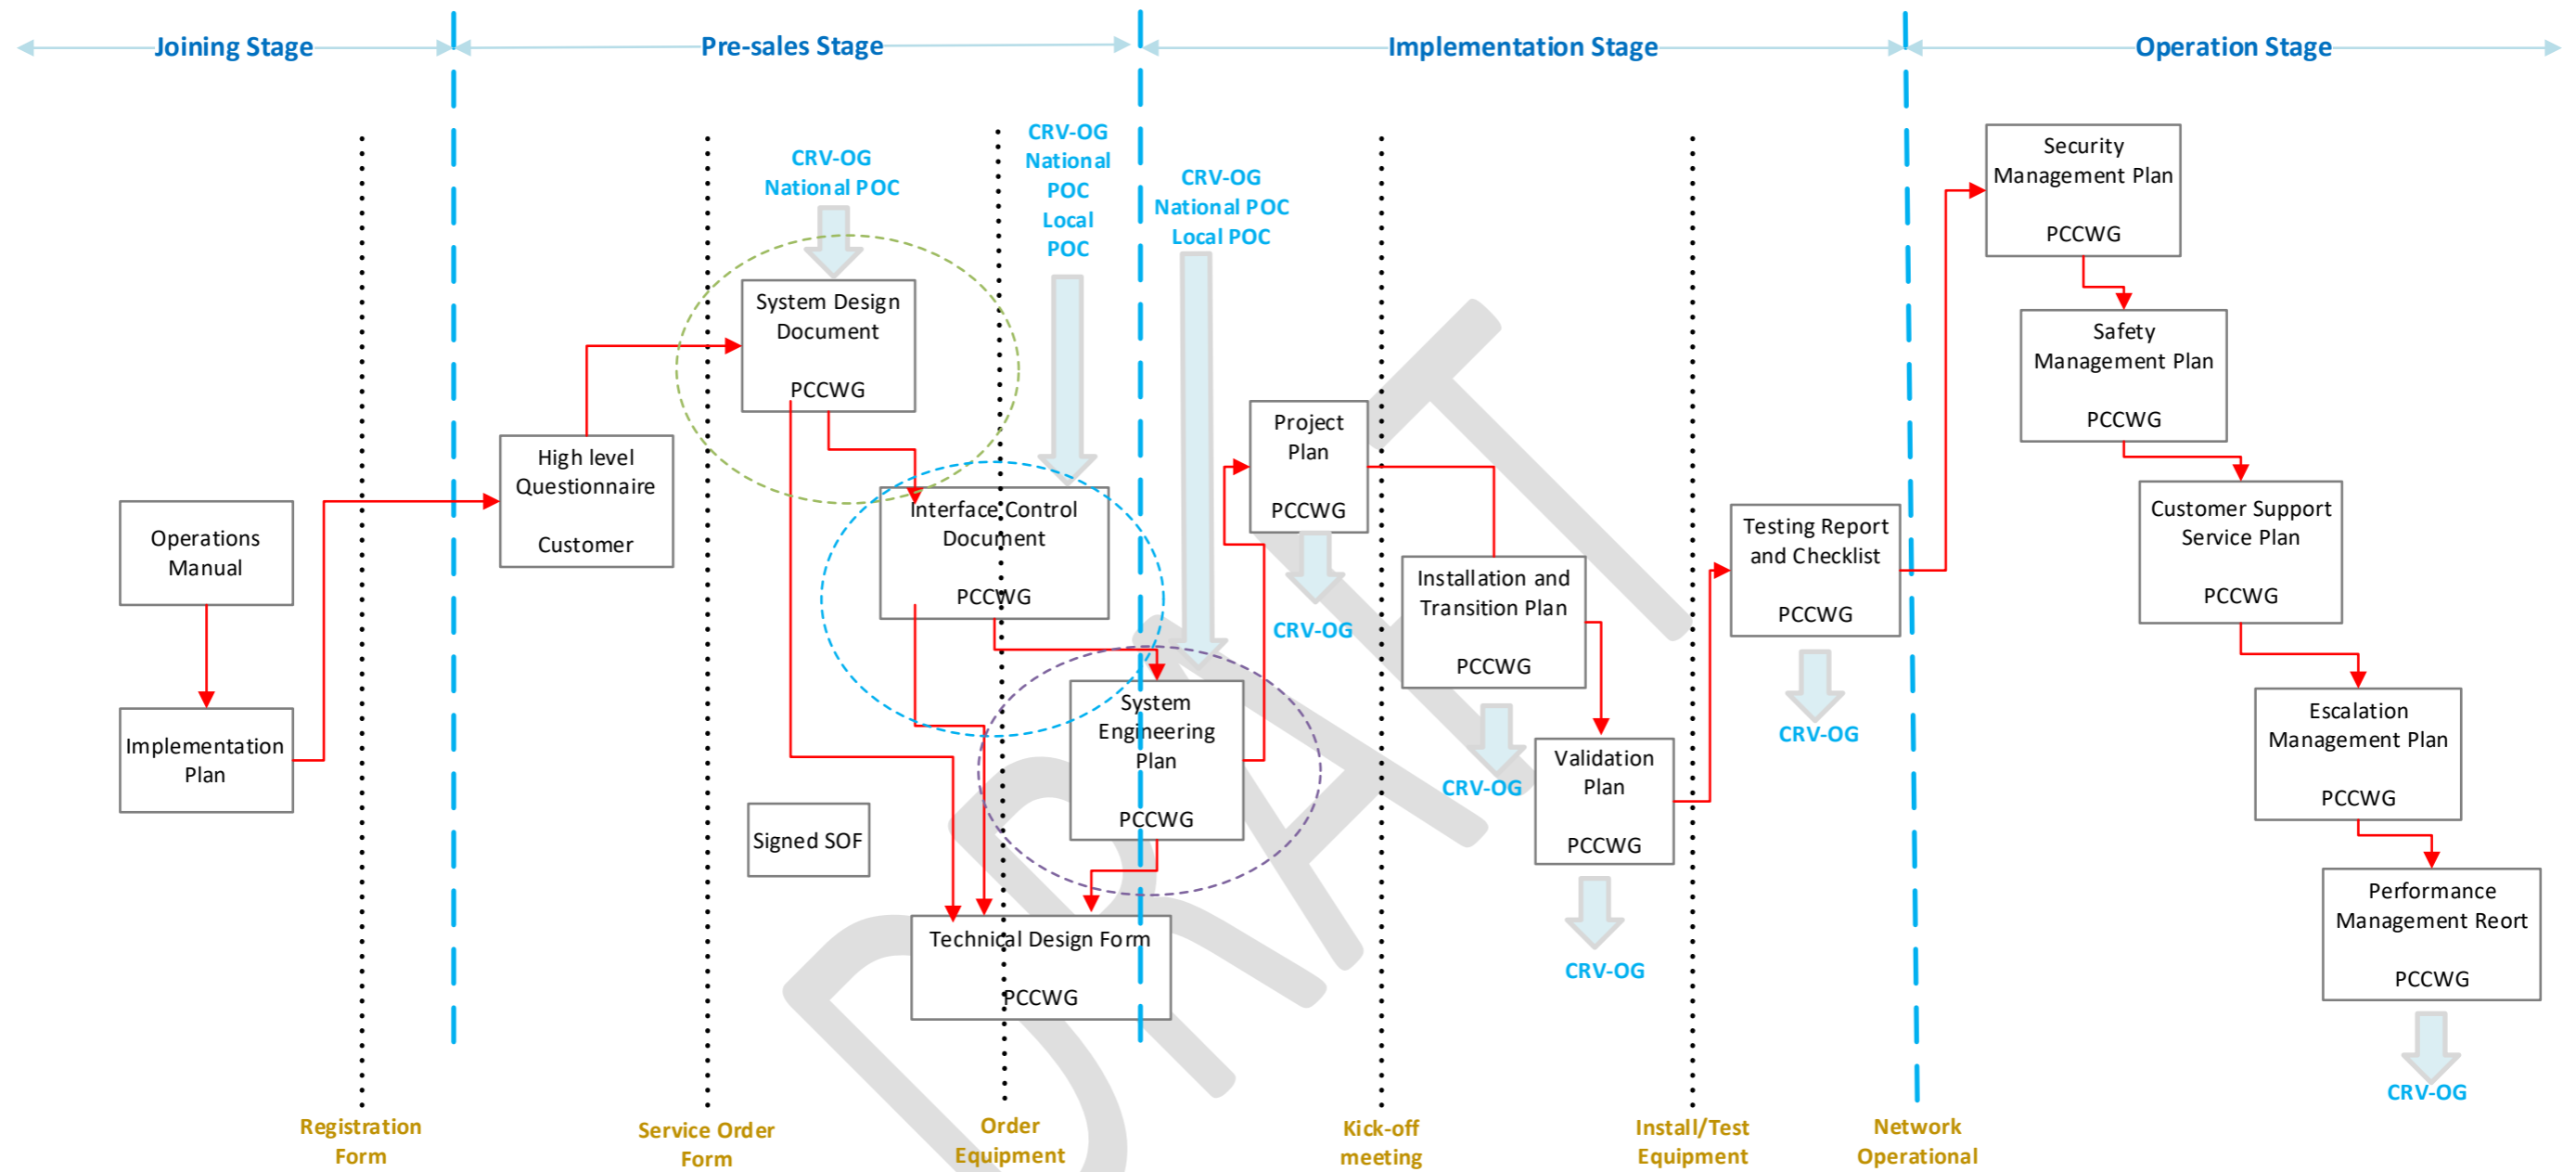 Joining Stage
Pre-sales Stage
Implementation Stage
Operation Stage
CRV-OG
National POC
CRV-OG
National
POC
Local
POC
CRV-OG
National POC
Local POC
Operations
Manual
Implementation
Plan
High level
Questionnaire
Customer
System Design
Document
PCCWG
Interface Control
Document
PCCWG
System
Engineering
Plan
PCCWG
Signed SOF
Technical Design Form
PCCWG
Project
Plan
PCCWG
CRV-OG
Installation and
Transition Plan
PCCWG
CRV-OG
Validation
Plan
PCCWG
CRV-OG
Testing Report
and Checklist
PCCWG
CRV-OG
Security
Management Plan
PCCWG
Safety
Management Plan
PCCWG
Customer Support
Service Plan
PCCWG
Escalation
Management Plan
PCCWG
Performance
Management Reort
PCCWG
CRV-OG
Registration
Form
Service Order
Form
Order
Equipment
Kick-off
meeting
Install/Test
Equipment
Network
Operational
DRAFT